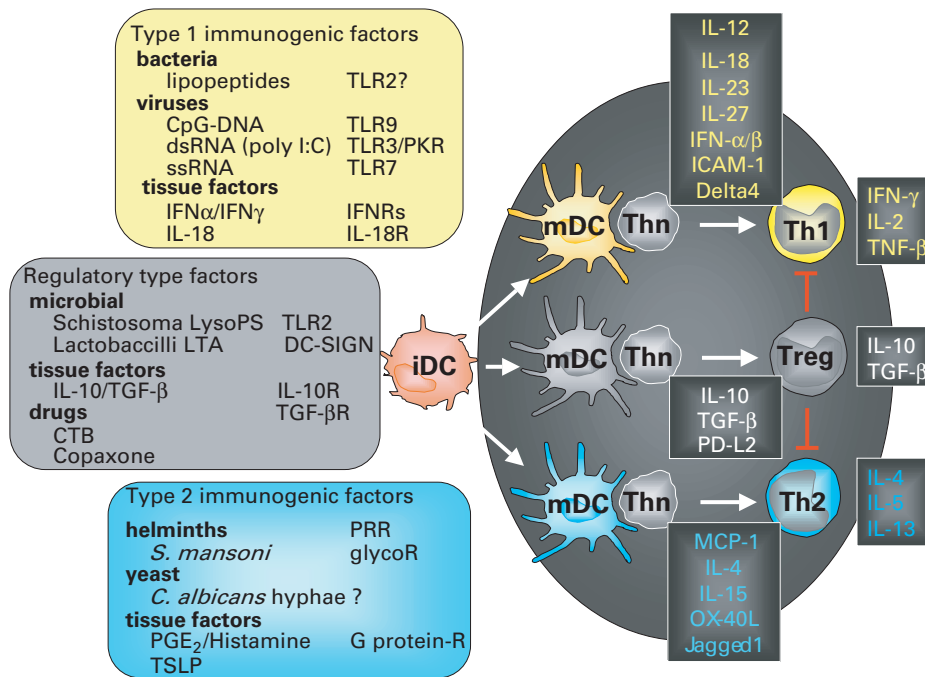 Type 1 immunogenic factors
bacteria
lipopeptides TLR2?
viruses
CpG-DNA TLR9
dsRNA (poly I:C) TLR3/PKR
ssRNA TLR7
tissue factors
IFNα/IFNγ IFNRs
IL-18 IL-18R
Regulatory type factors
microbial
Schistosoma LysoPS TLR2
Lactobaccilli LTA DC-SIGN
tissue factors
IL-10/TGF-β IL-10R
drugs TGF-βR
CTB
Copaxone
Type 2 immunogenic factors
helminths PRR
S. mansoni glycoR
yeast
C. albicans hyphae ?
tissue factors
PGE₂/Histamine G protein-R
TSLP
iDC
IL-12
IL-18
IL-23
IL-27
IFN-α/β
ICAM-1
Delta4
mDC Thn Th1
IFN-γ
IL-2
TNF-β
mDC Thn Treg
IL-10
TGF-β
PD-L2
IL-10
TGF-β
mDC Thn Th2
IL-4
IL-5
IL-13
MCP-1
IL-4
IL-15
OX-40L
Jagged1